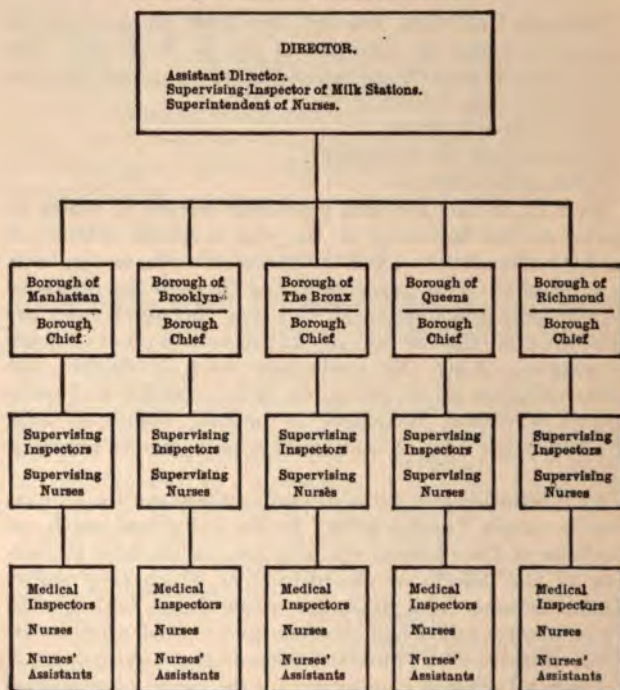 DIRECTOR.
Assistant Director.
Supervising-Inspector of Milk Stations.
Superintendent of Nurses.
Borough of
Manhattan
Borough
Chief
Borough of
Brooklyn
Borough
Chief
Borough of
The Bronx
Borough
Chief
Borough of
Queens
Borough
Chief
Borough of
Richmond
Borough
Chief
Supervising
Inspectors
Supervising
Nurses
Supervising
Inspectors
Supervising
Nurses
Supervising
Inspectors
Supervising
Nurses
Supervising
Inspectors
Supervising
Nurses
Supervising
Inspectors
Supervising
Nurses
Medical
Inspectors
Nurses
Nurses'
Assistants
Medical
Inspectors
Nurses
Nurses'
Assistants
Medical
Inspectors
Nurses
Nurses'
Assistants
Medical
Inspectors
Nurses
Nurses'
Assistants
Medical
Inspectors
Nurses
Nurses'
Assistants